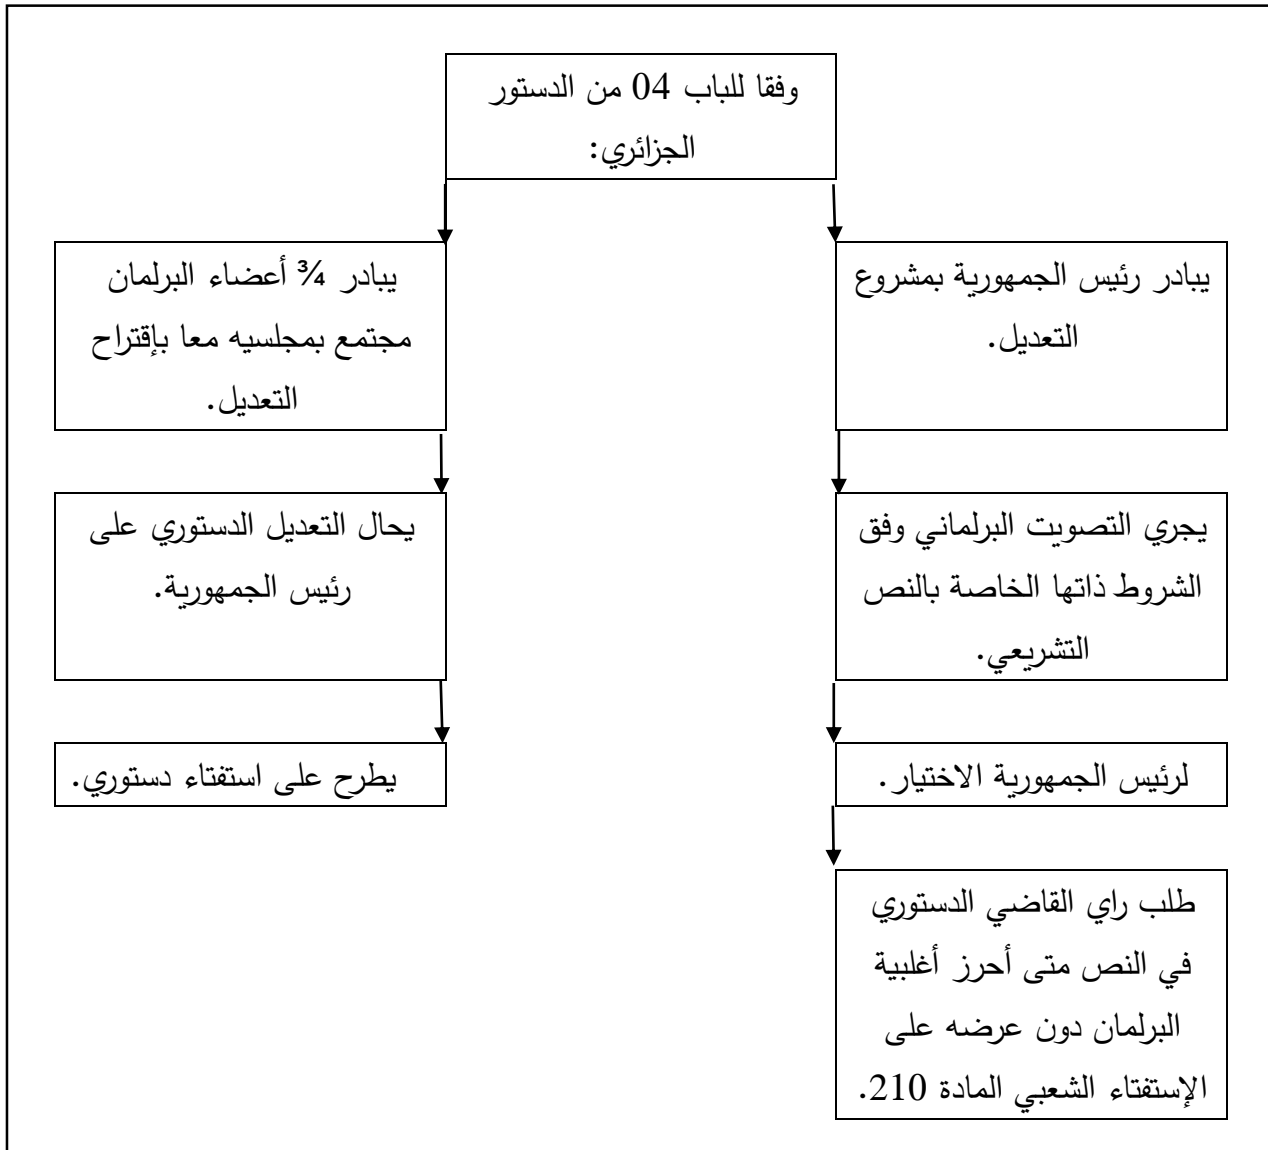 وفقا للباب 04 من الدستور
الجزائري:
يبادر رئيس الجمهورية بمشروع
التعديل.
يبادر ¾ أعضاء البرلمان
مجتمع بمجلسيه معا بإقتراح
التعديل.
يجري التصويت البرلماني وفق
الشروط ذاتها الخاصة بالنص
التشريعي.
يحال التعديل الدستوري على
رئيس الجمهورية.
لرئيس الجمهورية الاختيار.
يطرح على استفتاء دستوري.
طلب راي القاضي الدستوري
في النص متى أحرز أغلبية
البرلمان دون عرضه على
الإستفتاء الشعبي المادة 210.